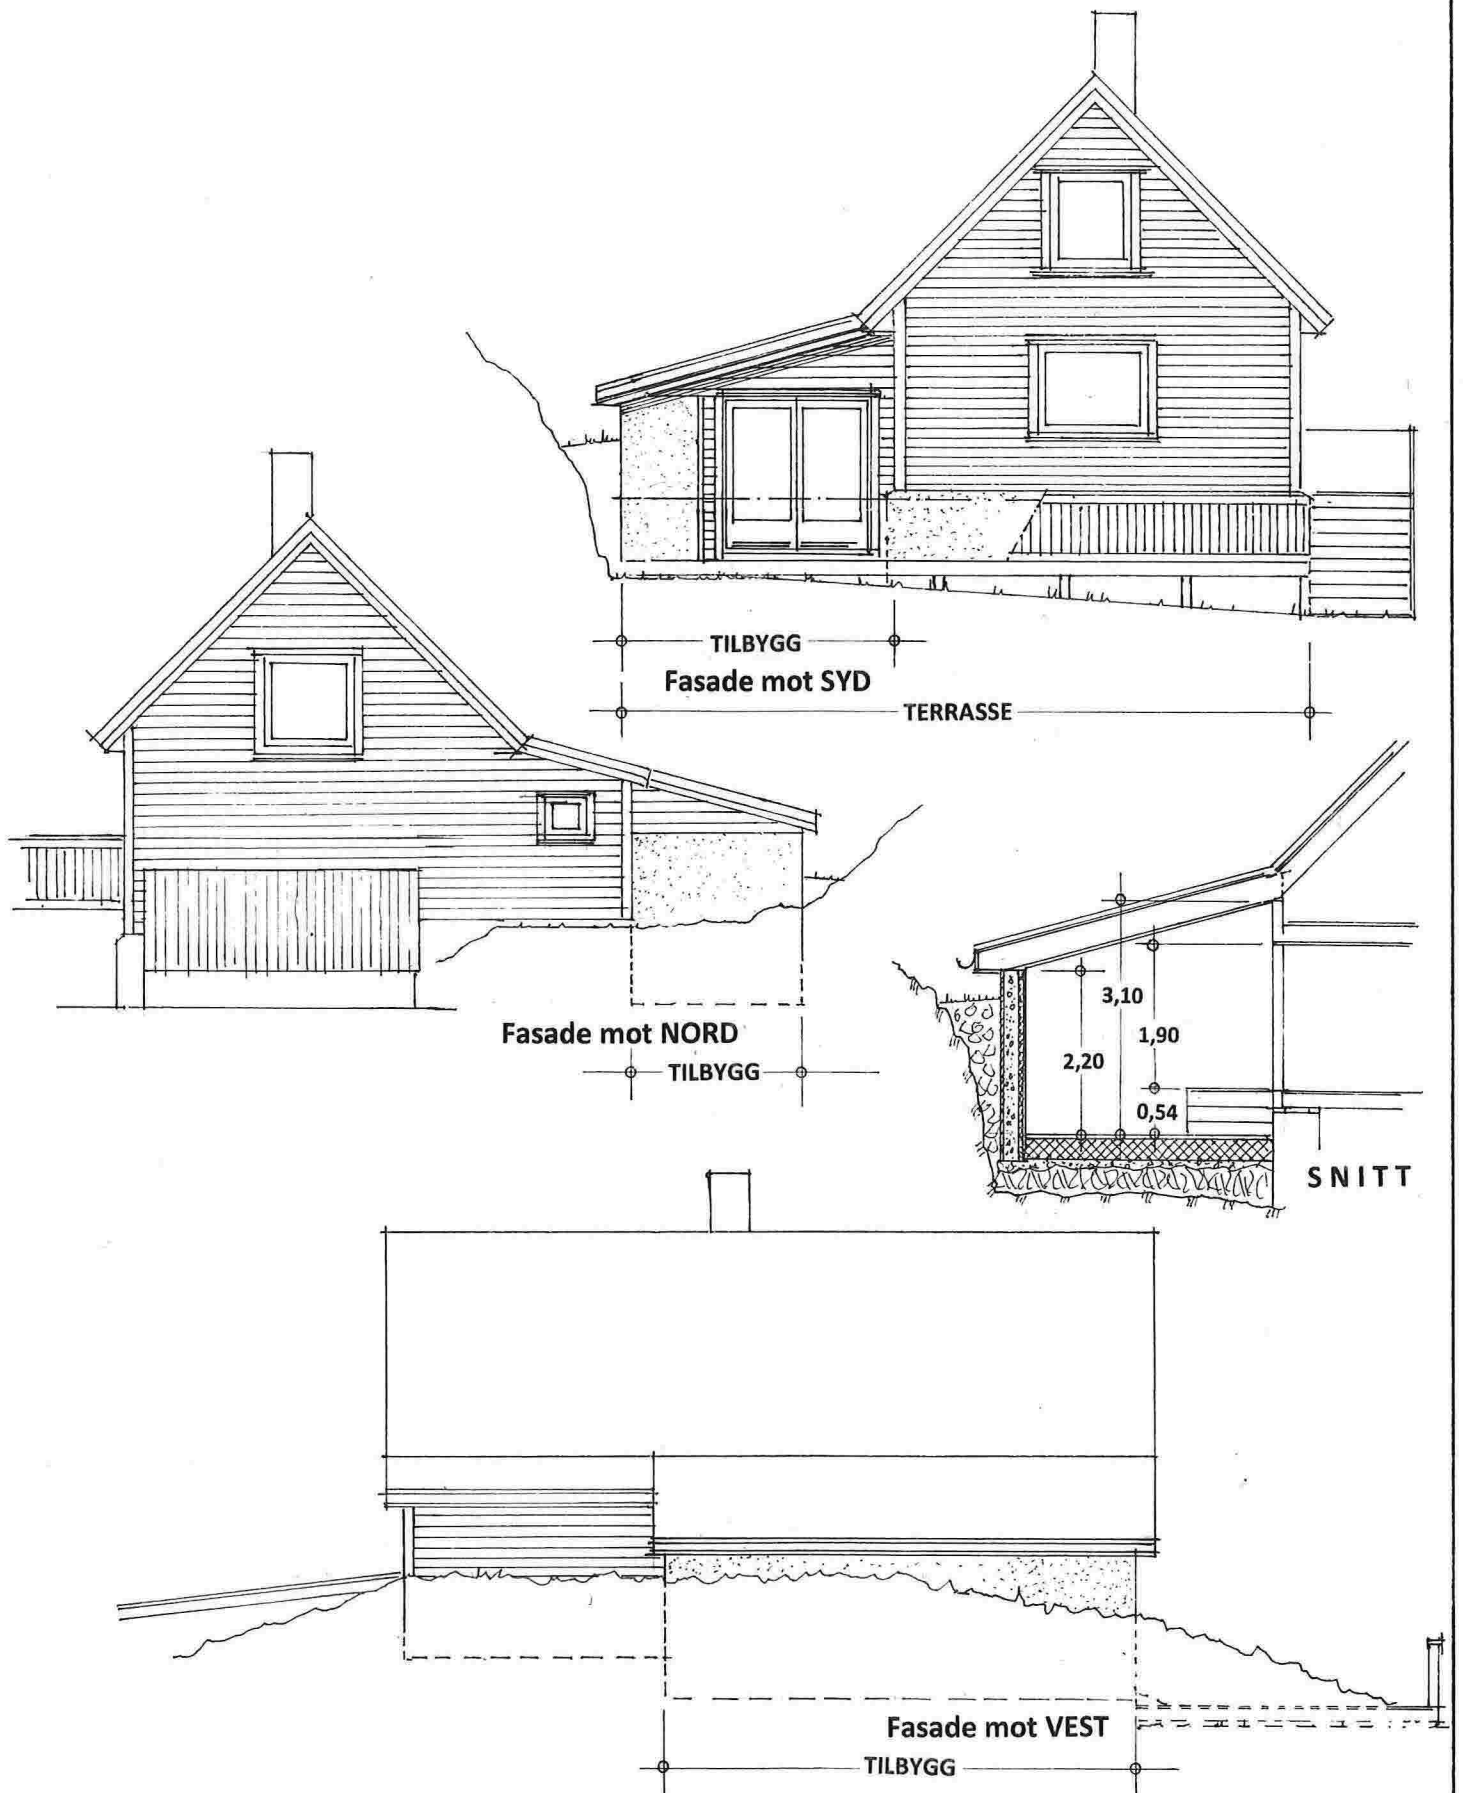 TILBYGG
Fasade mot SYD
TERRASSE
Fasade mot NORD
TILBYGG
3,10
1,90
2,20
0,54
SNITT
Fasade mot VEST
TILBYGG